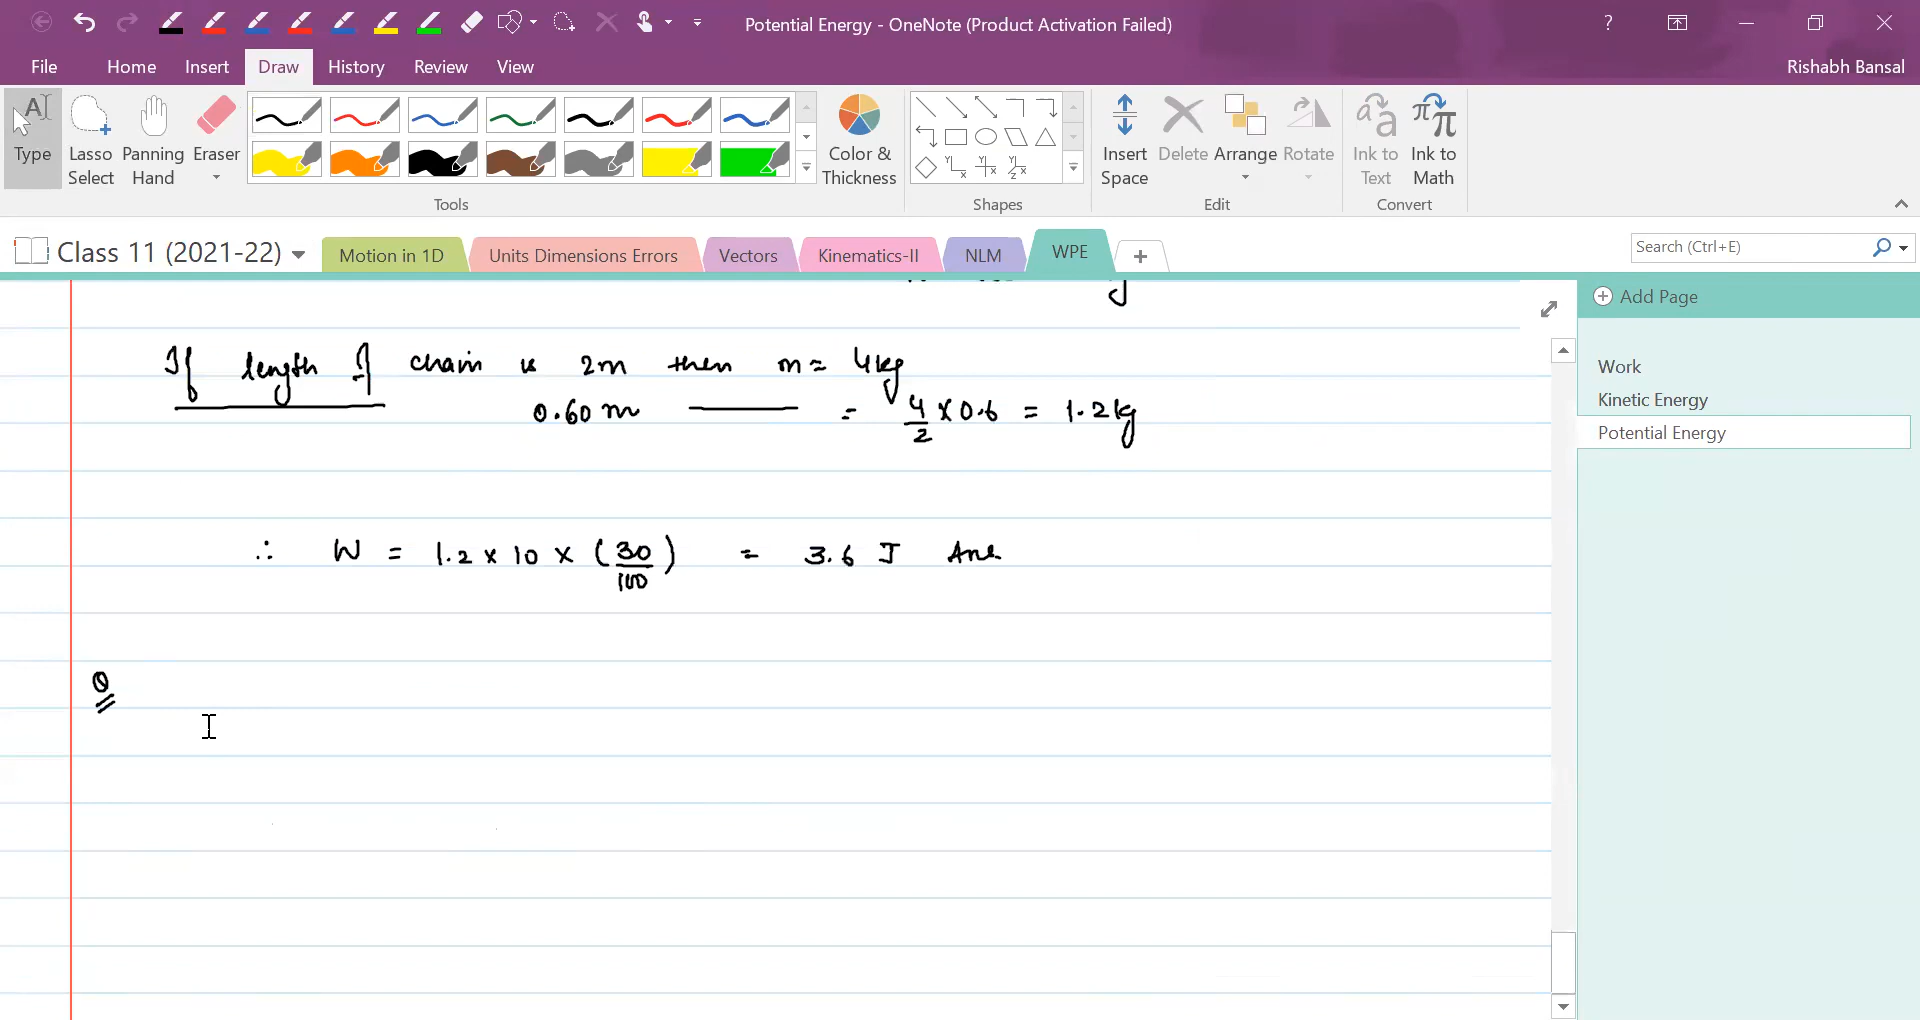 Potential Energy - OneNote (Product Activation Failed)
?
File Home Insert Draw History Review View
Rishabh Bansal
Type
Lasso Select
Panning Hand
Eraser
Color & Thickness
Insert Space
Delete
Arrange
Rotate
Ink to Text
Ink to Math
Tools
Shapes
Edit
Convert
Class 11 (2021-22)
Motion in 1D
Units Dimensions Errors
Vectors
Kinematics-II
NLM
WPE
Search (Ctrl+E)
Add Page
Work
Kinetic Energy
Potential Energy
If length of chain is 2m then m = 4kg
0.60 m ——— = 4/2 × 0.6 = 1.2 kg
∴ W = 1.2 × 10 × (30/100) = 3.6 J Ans.
Q